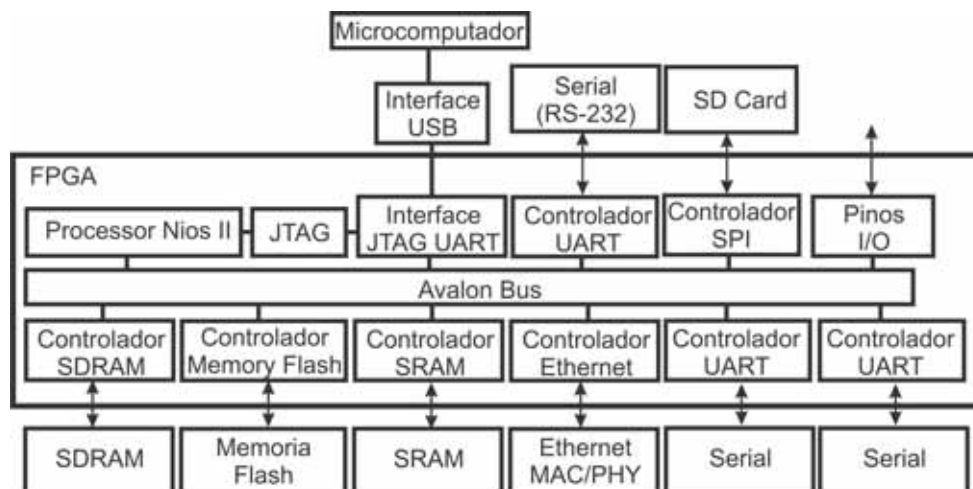 Microcomputador
Interface
USB
Serial
(RS-232)
SD Card
FPGA
Processor Nios II
JTAG
Interface
JTAG UART
Controlador
UART
Controlador
SPI
Pinos
I/O
Avalon Bus
Controlador
SDRAM
Controlador
Memory Flash
Controlador
SRAM
Controlador
Ethernet
Controlador
UART
Controlador
UART
SDRAM
Memoria
Flash
SRAM
Ethernet
MAC/PHY
Serial
Serial